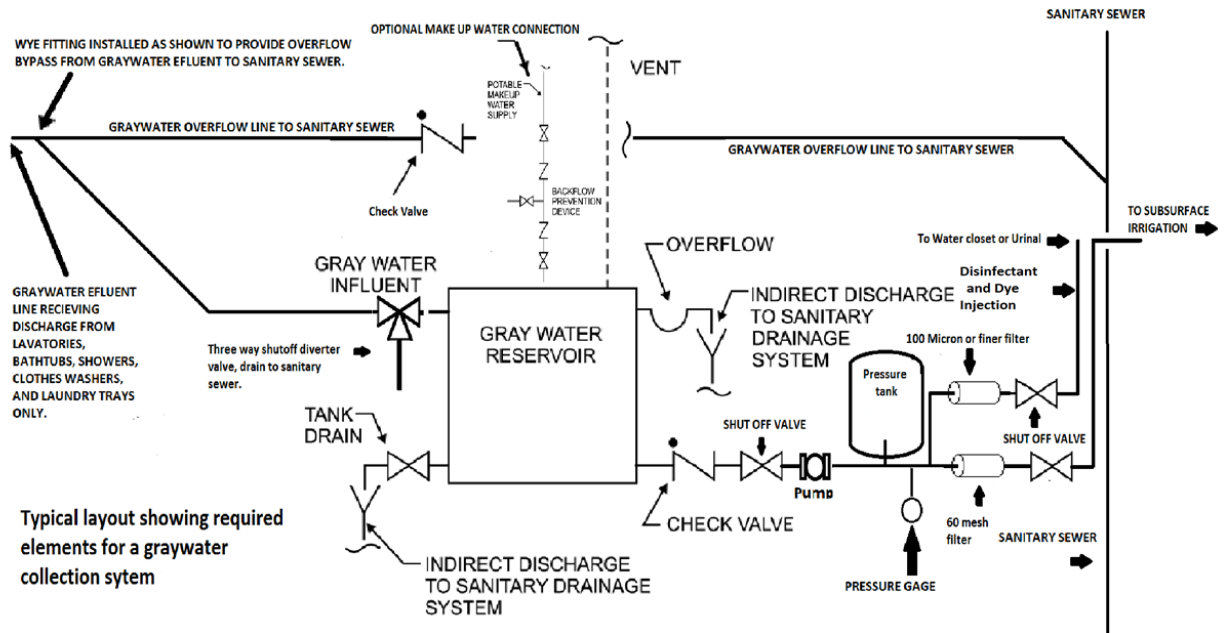 SANITARY SEWER
OPTIONAL MAKE UP WATER CONNECTION
WYE FITTING INSTALLED AS SHOWN TO PROVIDE OVERFLOW
BYPASS FROM GRAYWATER EFLUENT TO SANITARY SEWER.
VENT
POTABLE
MAKEUP
WATER
SUPPLY
GRAYWATER OVERFLOW LINE TO SANITARY SEWER
GRAYWATER OVERFLOW LINE TO SANITARY SEWER
Check Valve
BACKFLOW
PREVENTION
DEVICE
TO SUBSURFACE
IRRIGATION
To Water closet or Urinal
OVERFLOW
GRAY WATER
INFLUENT
Disinfectant
and Dye
Injection
GRAYWATER EFLUENT
LINE RECIEVING
DISCHARGE FROM
LAVATORIES,
BATHTUBS, SHOWERS,
CLOTHES WASHERS,
AND LAUNDRY TRAYS
ONLY.
INDIRECT DISCHARGE
TO SANITARY
DRAINAGE
SYSTEM
GRAY WATER
RESERVOIR
100 Micron or finer filter
Three way shutoff diverter
valve, drain to sanitary
sewer.
Pressure
tank
TANK
DRAIN
SHUT OFF VALVE
SHUT OFF VALVE
Pump
CHECK VALVE
60 mesh
filter
SANITARY SEWER
Typical layout showing required
elements for a graywater
collection sytem
INDIRECT DISCHARGE
TO SANITARY DRAINAGE
SYSTEM
PRESSURE GAGE